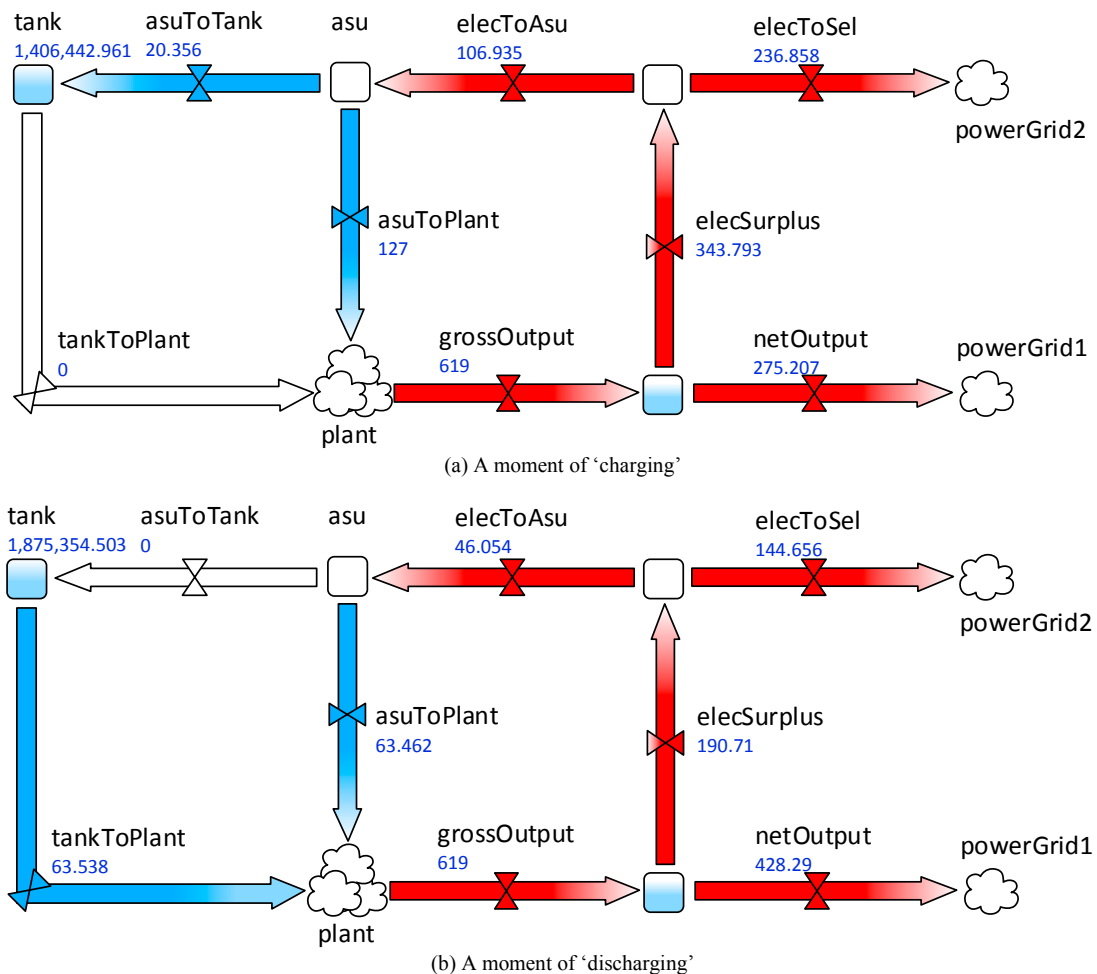 tank asuToTank asu elecToAsu elecToSel
1,406,442.961 20.356 106.935 236.858
powerGrid2
asuToPlant elecSurplus
127 343.793
tankToPlant grossOutput netOutput powerGrid1
0 619 275.207
plant
(a) A moment of ‘charging’
tank asuToTank asu elecToAsu elecToSel
1,875,354.503 0 46.054 144.656
powerGrid2
asuToPlant elecSurplus
63.462 190.71
tankToPlant grossOutput netOutput powerGrid1
63.538 619 428.29
plant
(b) A moment of ‘discharging’